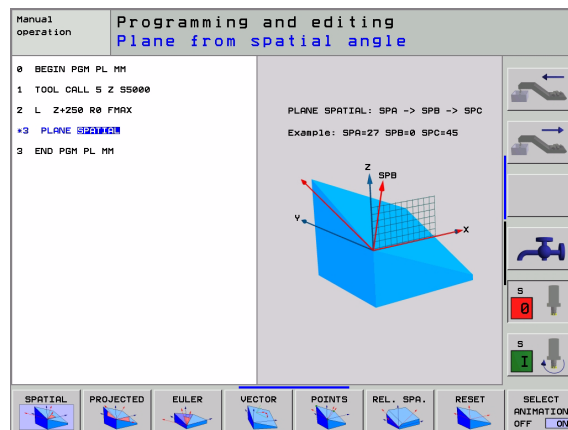 Manual
operation
Programming and editing
Plane from spatial angle
0 BEGIN PGM PL MM
1 TOOL CALL 5 Z S5000
2 L Z+250 R0 FMAX
*3 PLANE SPATIAL
3 END PGM PL MM
PLANE SPATIAL: SPA -> SPB -> SPC
Example: SPA=27 SPB=0 SPC=45
Z
SPB
Y
X
S
0
S
I
SPATIAL
PROJECTED
EULER
VECTOR
POINTS
REL. SPA.
RESET
SELECT
ANIMATION
OFF ON